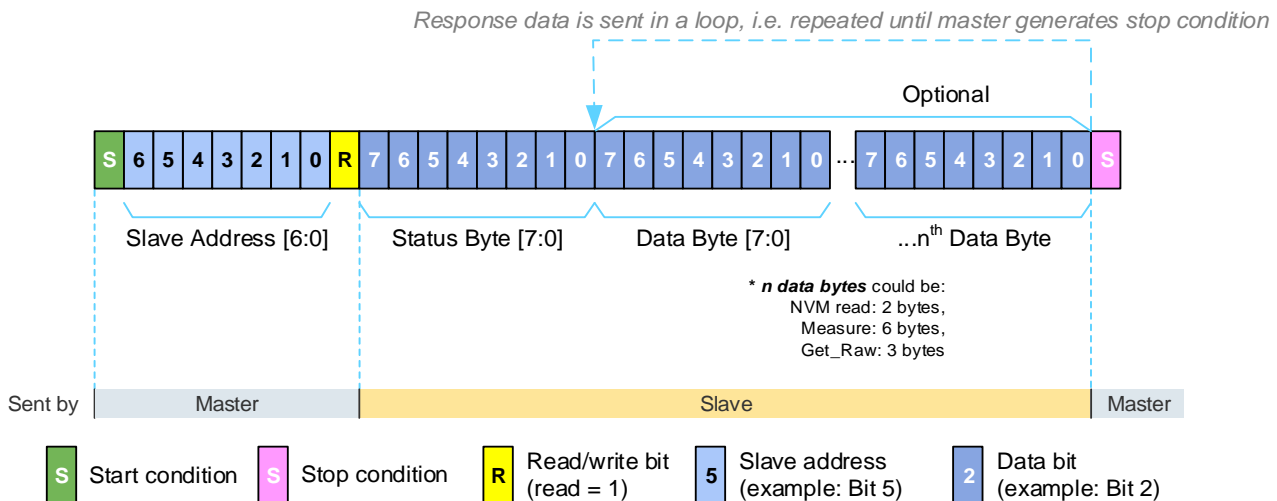 Response data is sent in a loop, i.e. repeated until master generates stop condition
Optional
S 6 5 4 3 2 1 0 R 7 6 5 4 3 2 1 0 7 6 5 4 3 2 1 0 ... 7 6 5 4 3 2 1 0 S
Slave Address [6:0] Status Byte [7:0] Data Byte [7:0] ...nth Data Byte
* n data bytes could be:
NVM read: 2 bytes,
Measure: 6 bytes,
Get_Raw: 3 bytes
Sent by Master Slave Master
S Start condition S Stop condition R Read/write bit 5 Slave address 2 Data bit
(read = 1) (example: Bit 5) (example: Bit 2)